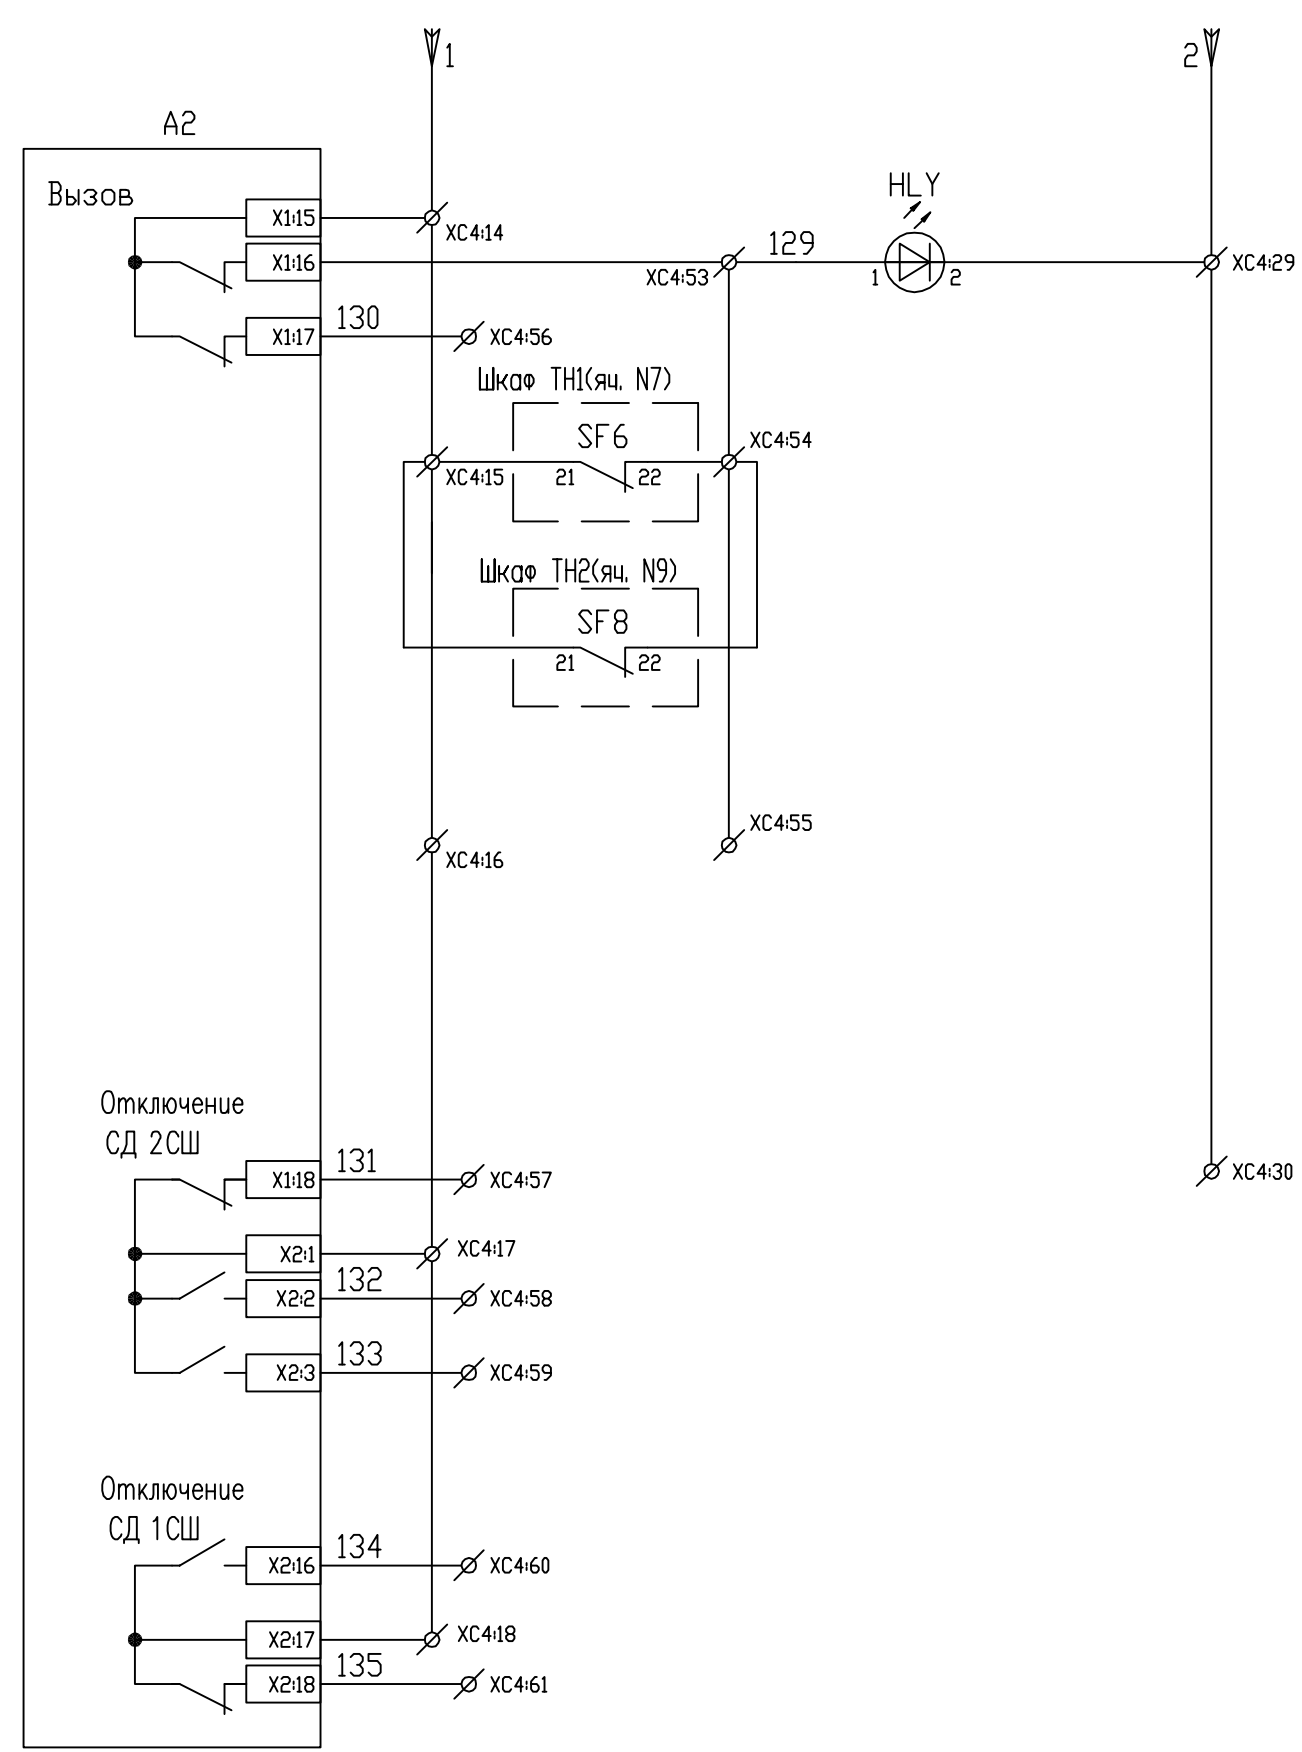 1
2
A2
Вызов
X1:15
XC4:14
HLY
X1:16
XC4:53
129
1
2
XC4:29
X1:17
130
XC4:56
Шкаф ТН1(яч. N7)
SF6
XC4:54
XC4:15
21
22
Шкаф ТН2(яч. N9)
SF8
21
22
XC4:55
XC4:16
Отключение
СД 2СШ
X1:18
131
XC4:57
XC4:30
X2:1
XC4:17
X2:2
132
XC4:58
X2:3
133
XC4:59
Отключение
СД 1СШ
X2:16
134
XC4:60
X2:17
XC4:18
X2:18
135
XC4:61